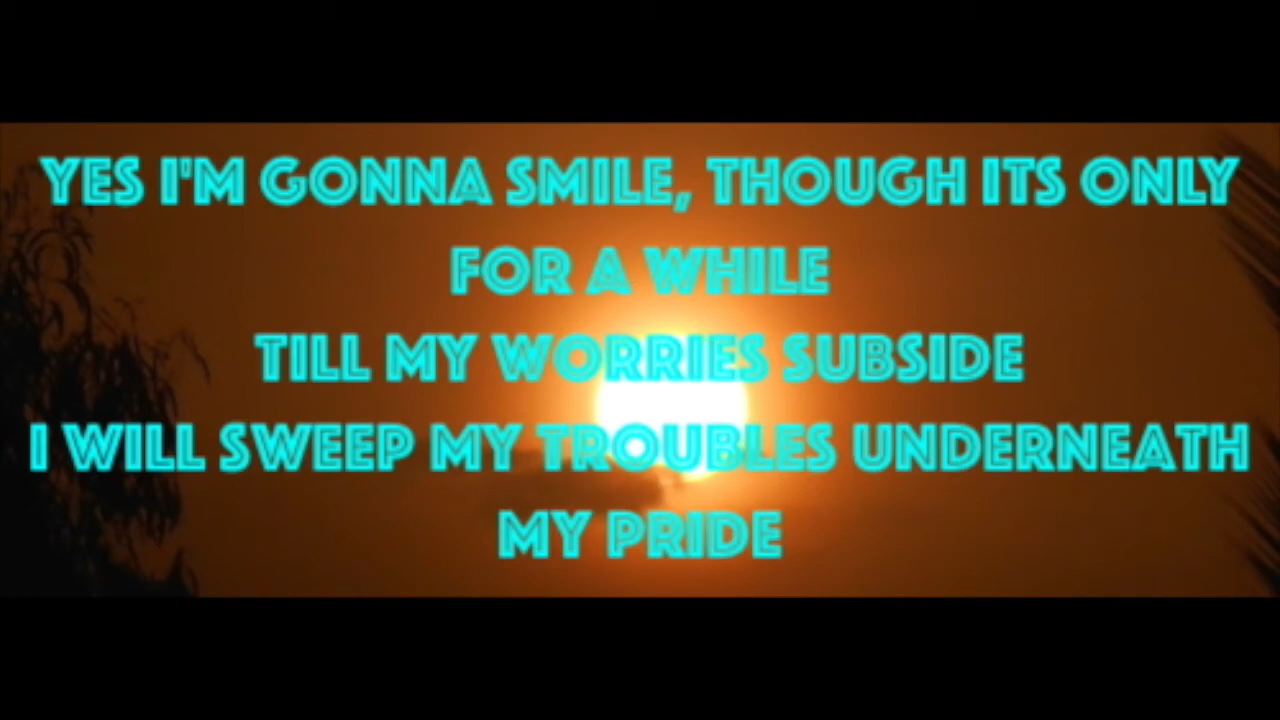 YES I'M GONNA SMILE, THOUGH ITS ONLY
FOR A WHILE
TILL MY WORRIES SUBSIDE
I WILL SWEEP MY TROUBLES UNDERNEATH
MY PRIDE